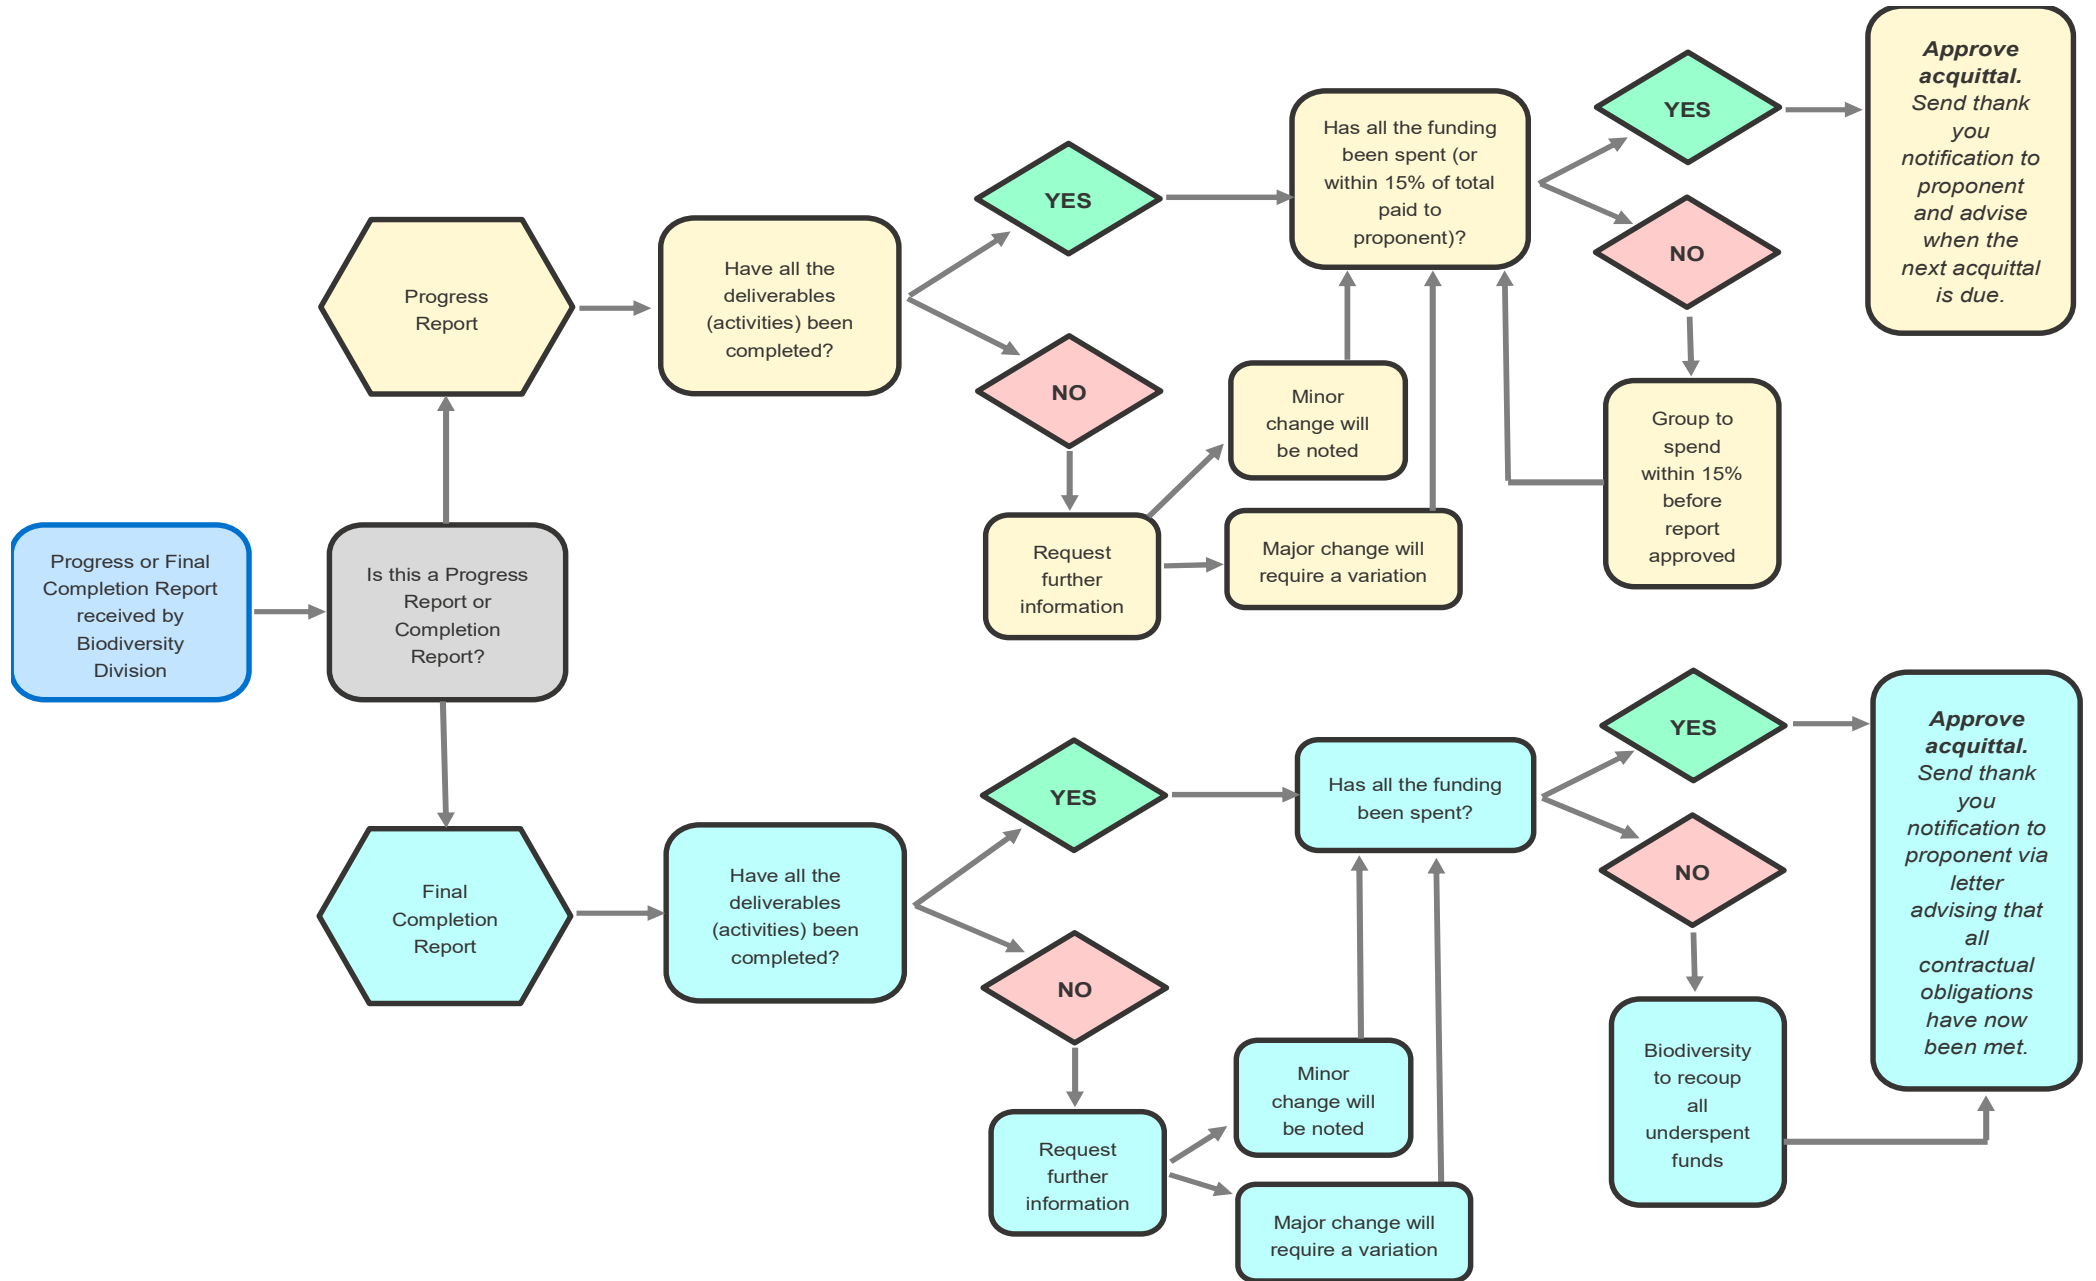 Progress or Final
Completion Report
received by
Biodiversity
Division
Is this a Progress
Report or
Completion
Report?
Progress
Report
Have all the
deliverables
(activities) been
completed?
YES
NO
Request
further
information
Minor
change will
be noted
Major change will
require a variation
Has all the funding
been spent (or
within 15% of total
paid to
proponent)?
YES
NO
Group to
spend
within 15%
before
report
approved
Approve
acquittal.
Send thank
you
notification to
proponent
and advise
when the
next acquittal
is due.
Final
Completion
Report
Have all the
deliverables
(activities) been
completed?
YES
NO
Request
further
information
Minor
change will
be noted
Major change will
require a variation
Has all the funding
been spent?
YES
NO
Biodiversity
to recoup
all
underspent
funds
Approve
acquittal.
Send thank
you
notification to
proponent via
letter
advising that
all
contractual
obligations
have now
been met.